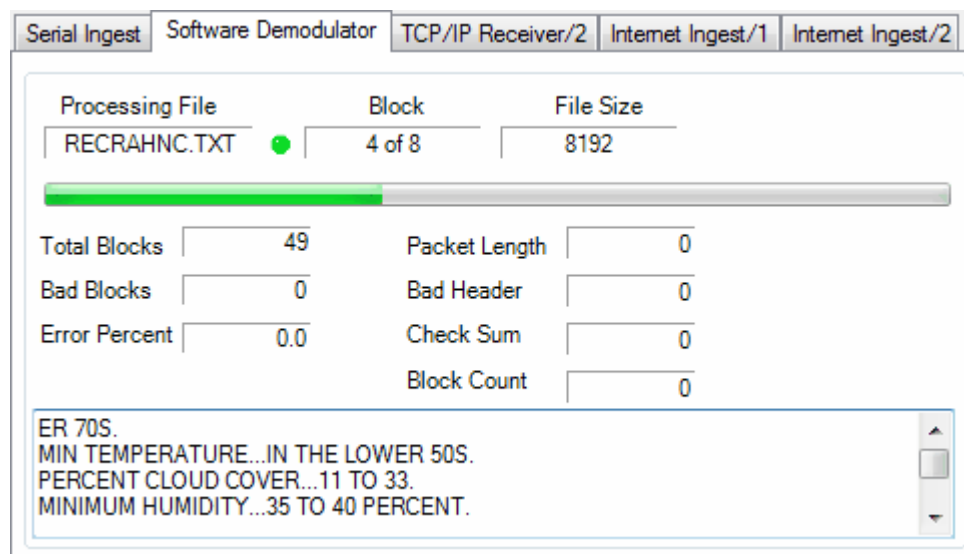 Serial Ingest Software Demodulator TCP/IP Receiver/2 Internet Ingest/1 Internet Ingest/2
Processing File Block File Size
RECRAHNC.TXT 4 of 8 8192
Total Blocks 49 Packet Length 0
Bad Blocks 0 Bad Header 0
Error Percent 0.0 Check Sum 0
Block Count 0
ER 70S.
MIN TEMPERATURE...IN THE LOWER 50S.
PERCENT CLOUD COVER...11 TO 33.
MINIMUM HUMIDITY...35 TO 40 PERCENT.